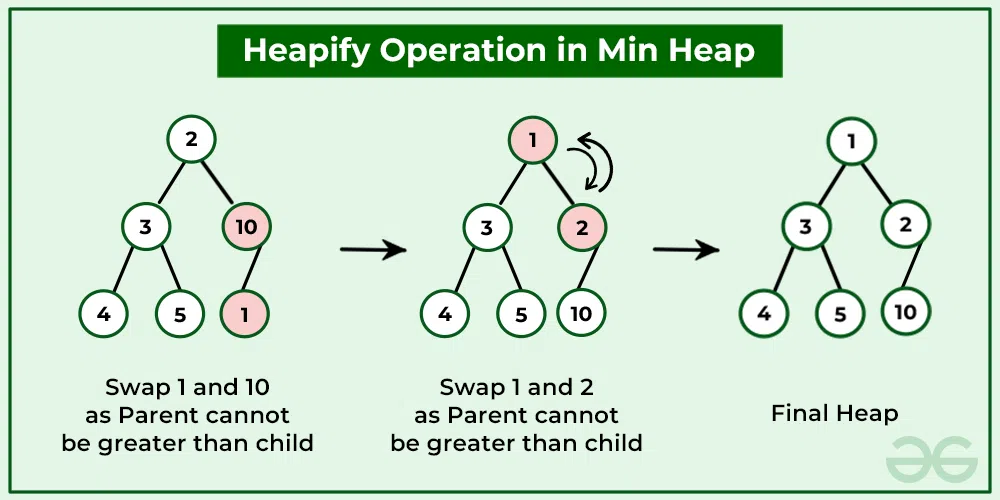 Heapify Operation in Min Heap
2
3 10
4 5 1
1
3 2
4 5 10
1
3 2
4 5 10
Swap 1 and 10
as Parent cannot
be greater than child
Swap 1 and 2
as Parent cannot
be greater than child
Final Heap